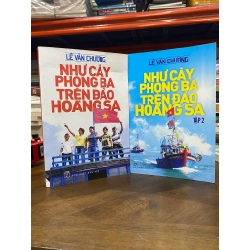 LÊ VĂN CHƯƠNG
NHƯ CÂY
PHONG BA
TRÊN ĐẢO
HOÀNG SA
LÊ VĂN CHƯƠNG
NHƯ CÂY
PHONG BA
TRÊN ĐẢO
HOÀNG SA
TẬP 2